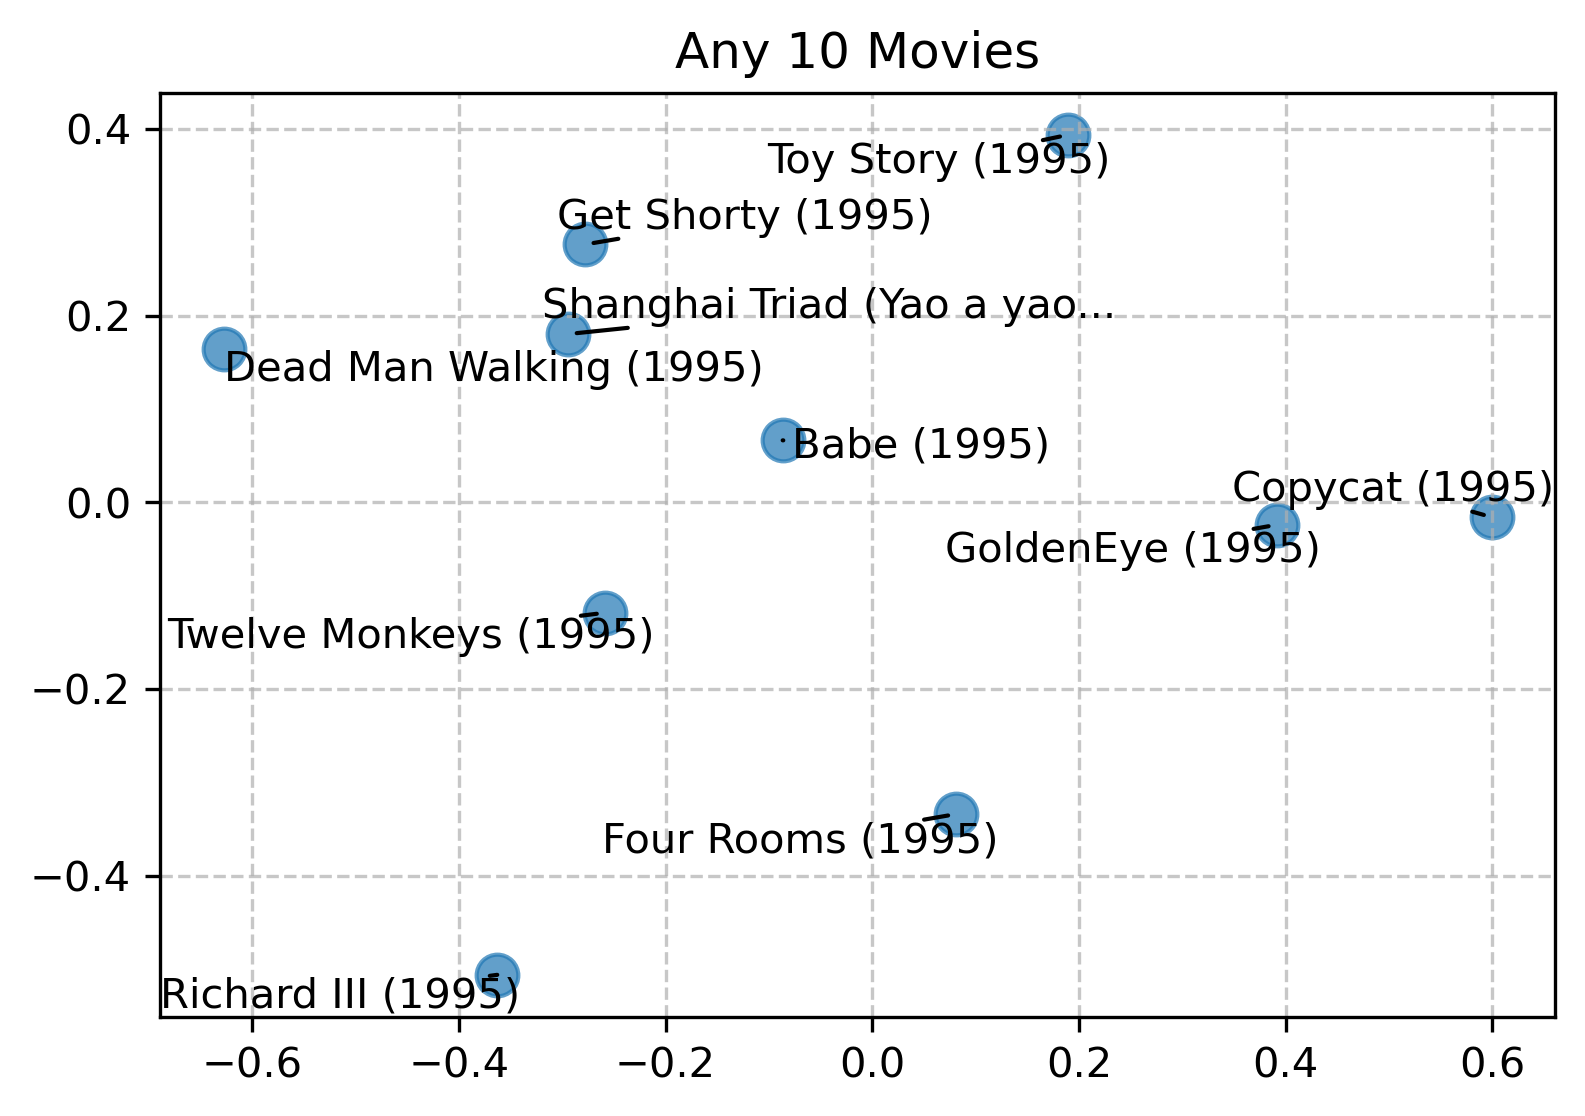 Any 10 Movies
0.4
Toy Story (1995)
Get Shorty (1995)
Shanghai Triad (Yao a yao...
0.2
Dead Man Walking (1995)
Babe (1995)
Copycat (1995)
0.0
GoldenEye (1995)
Twelve Monkeys (1995)
−0.2
Four Rooms (1995)
−0.4
Richard III (1995)
−0.6 −0.4 −0.2 0.0 0.2 0.4 0.6